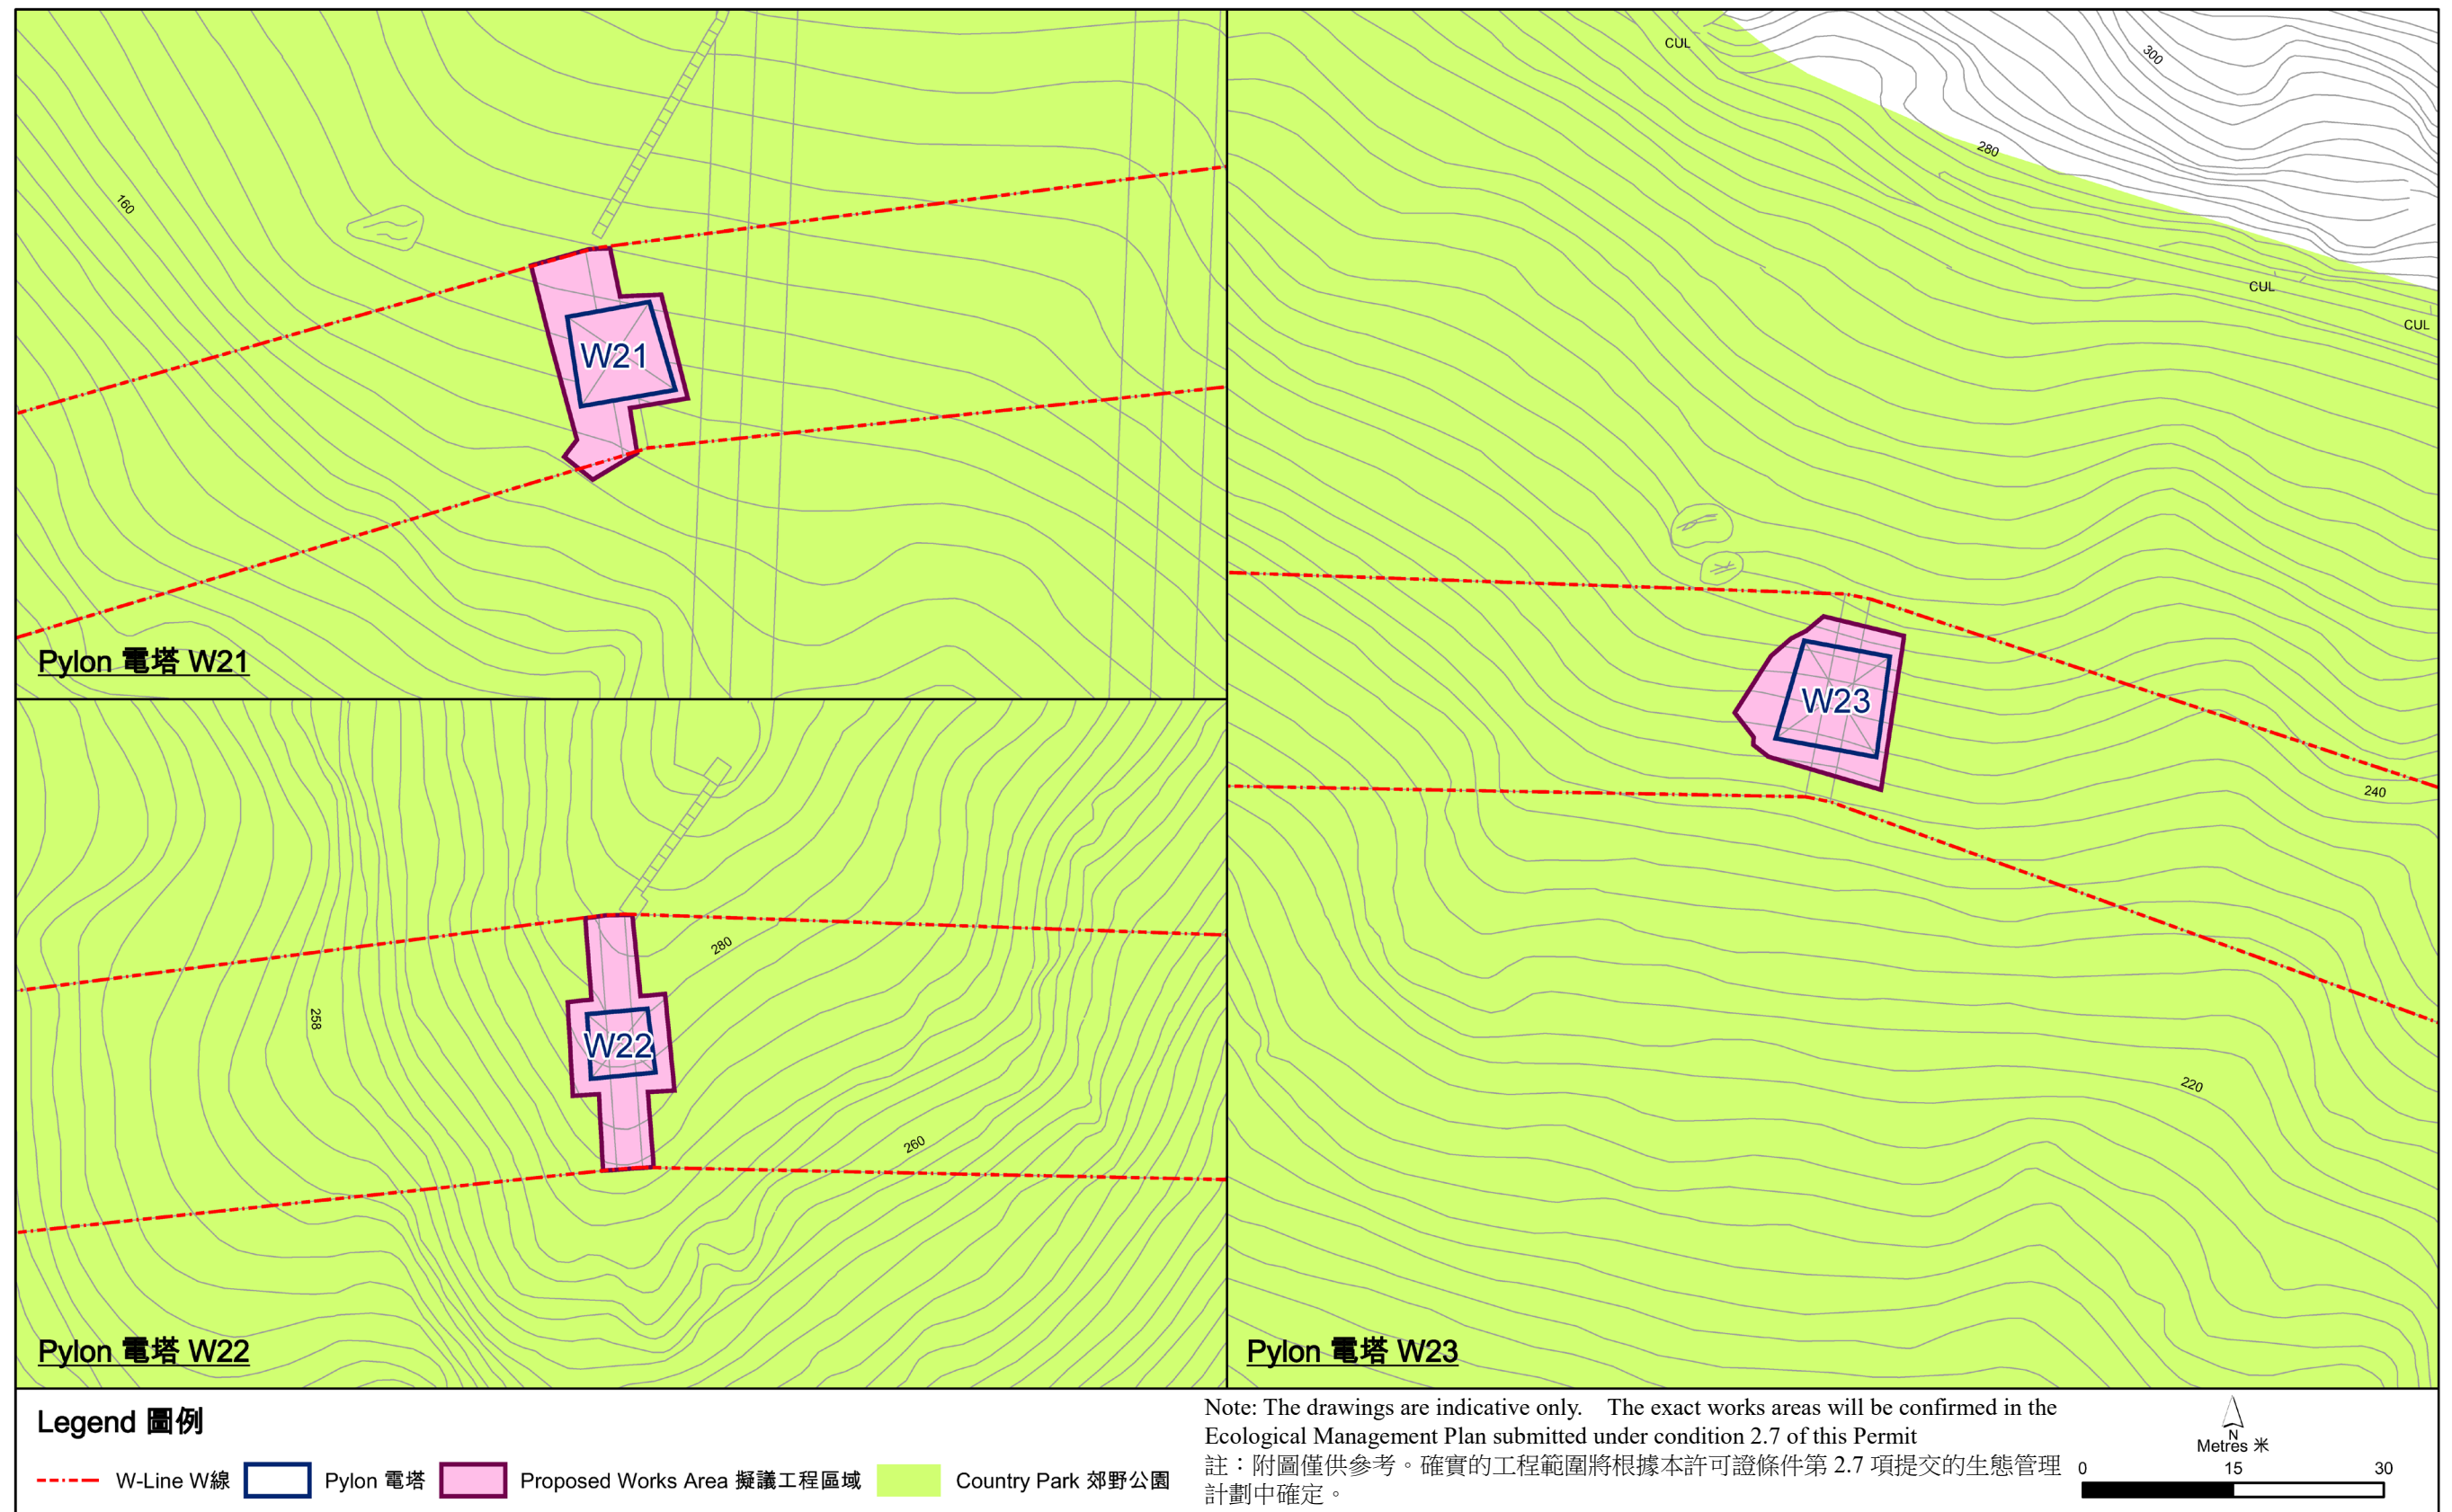 160
W21
Pylon 電塔 W21
280
258
W22
260
Pylon 電塔 W22
CUL
300
280
CUL
CUL
W23
240
220
Pylon 電塔 W23
Legend 圖例
W-Line W線
Pylon 電塔
Proposed Works Area 擬議工程區域
Country Park 郊野公園
Note: The drawings are indicative only. The exact works areas will be confirmed in the
Ecological Management Plan submitted under condition 2.7 of this Permit
註：附圖僅供參考。確實的工程範圍將根據本許可證條件第 2.7 項提交的生態管理
計劃中確定。
N
Metres 米
0 15 30